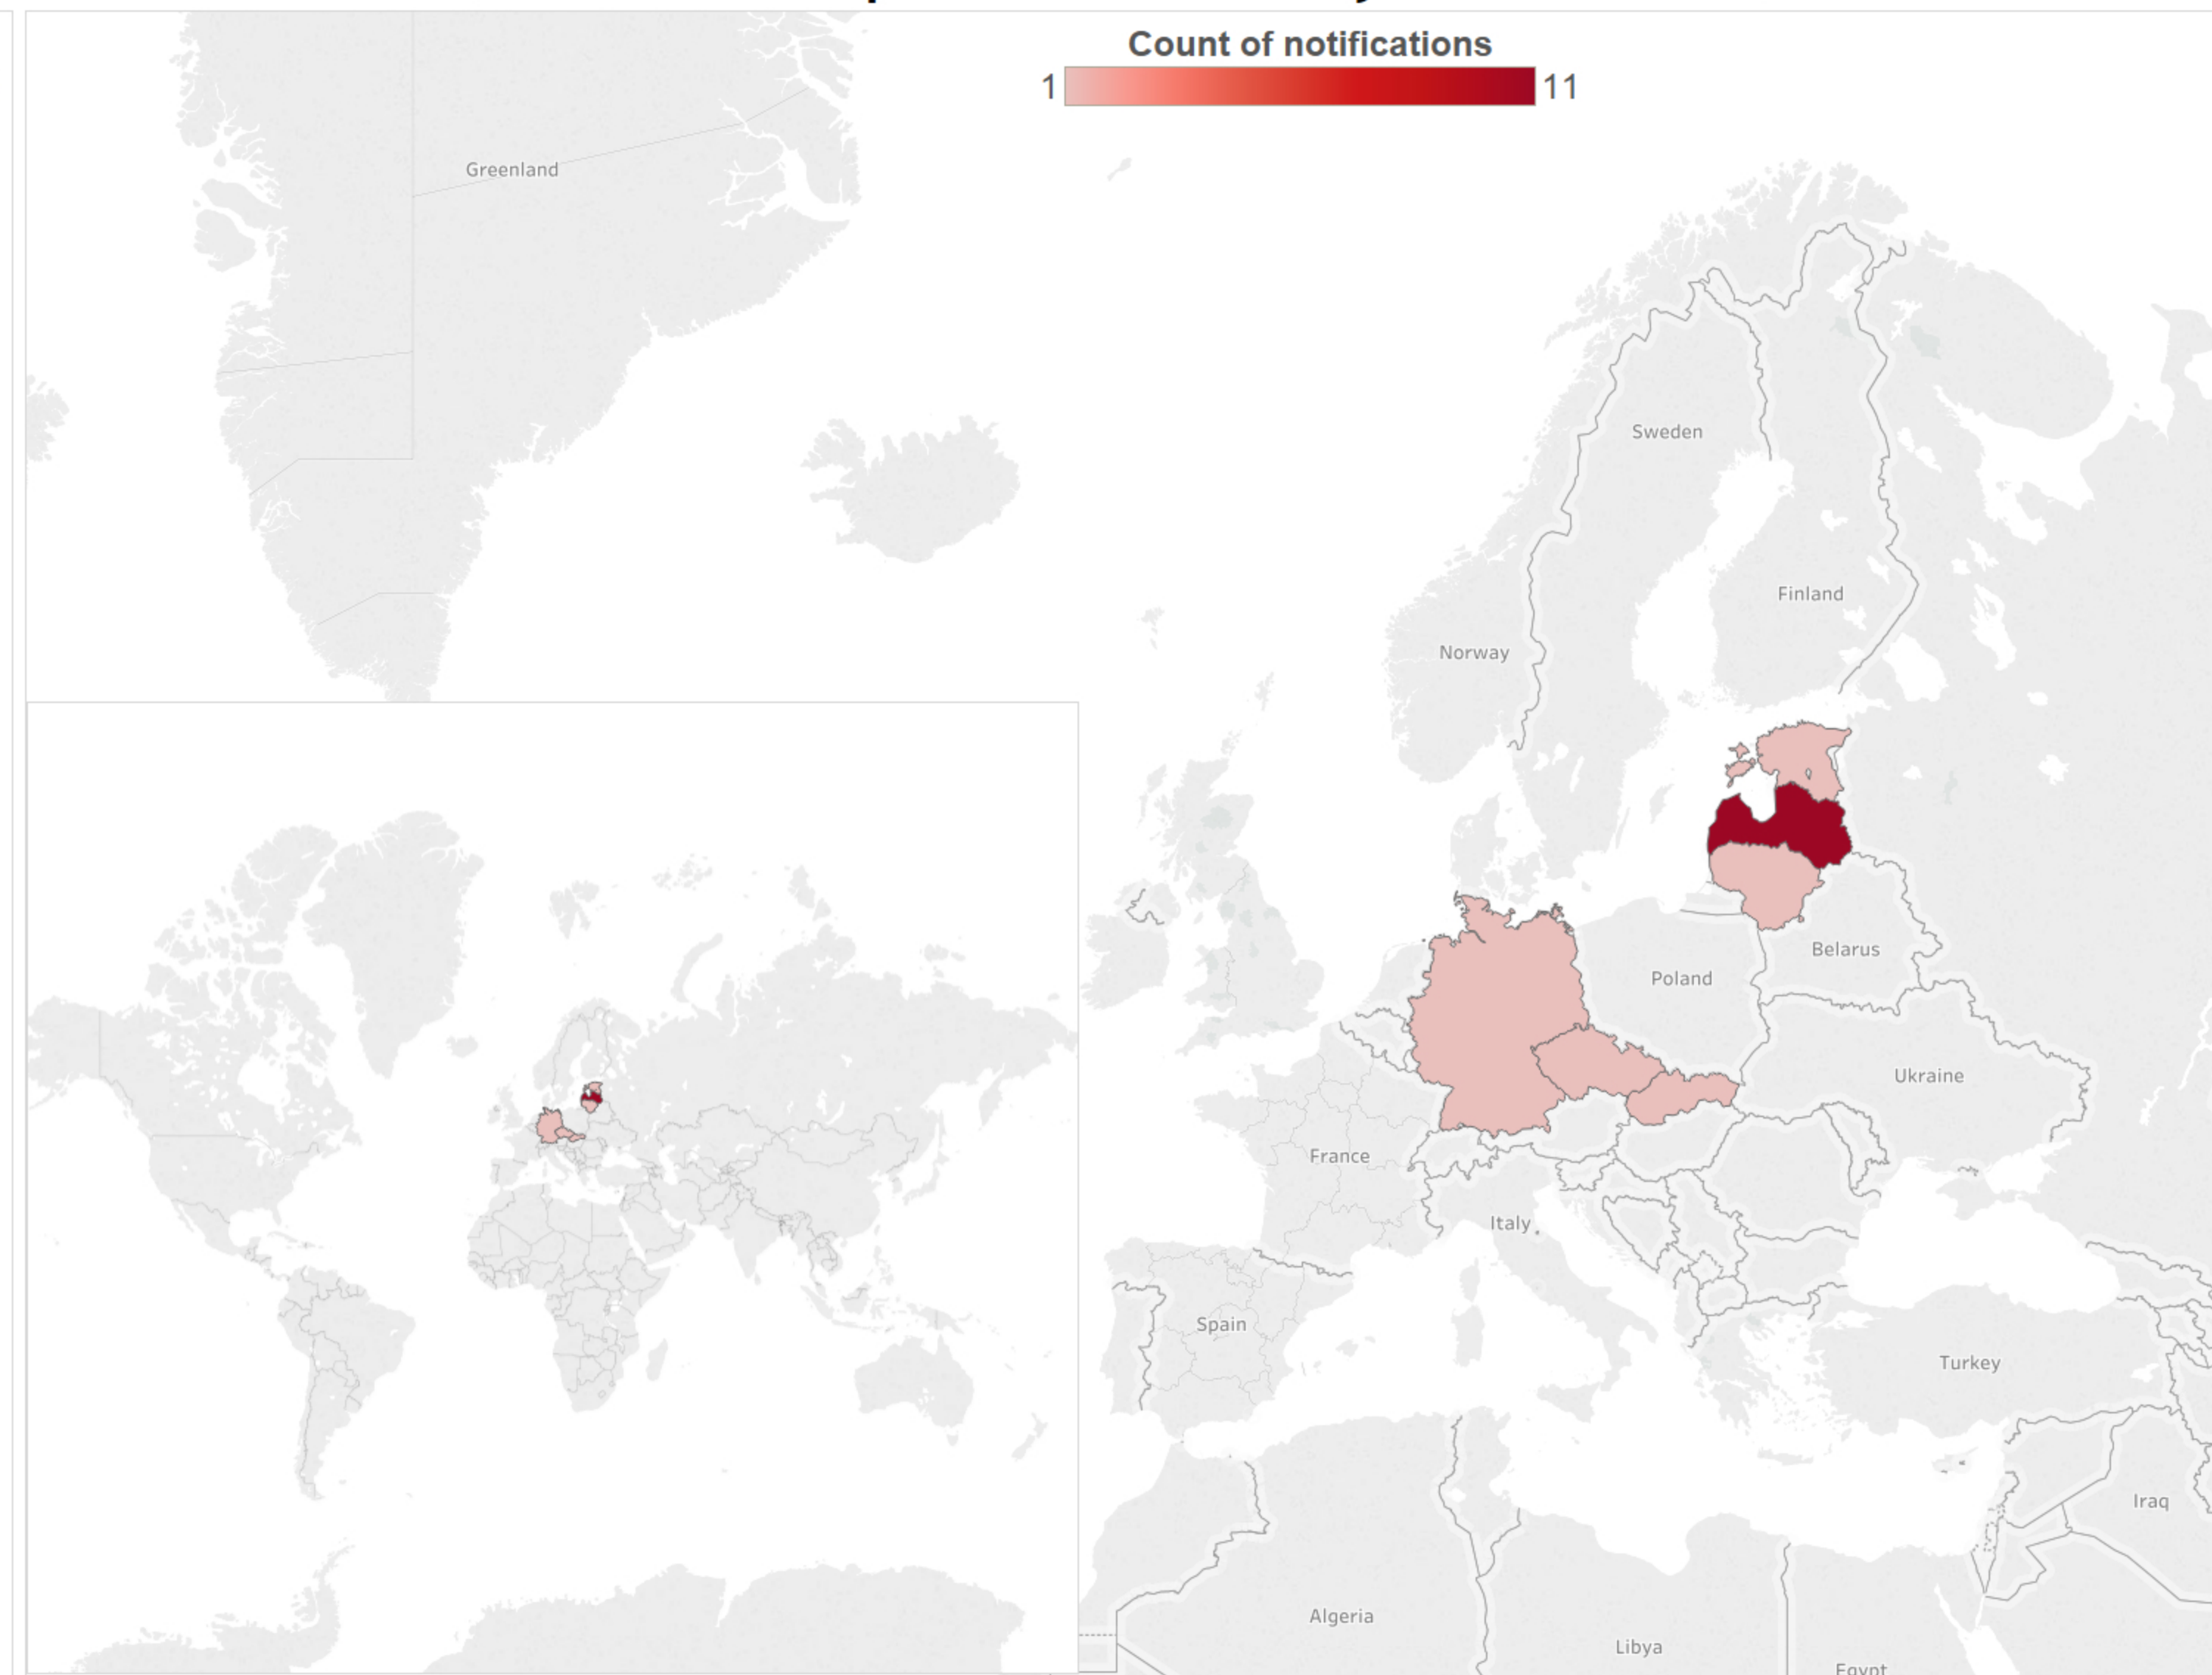 Count of notifications
1 11
Greenland
Sweden
Finland
Norway
Belarus
Poland
Ukraine
France
Italy
Spain
Turkey
Iraq
Algeria
Libya
Egypt